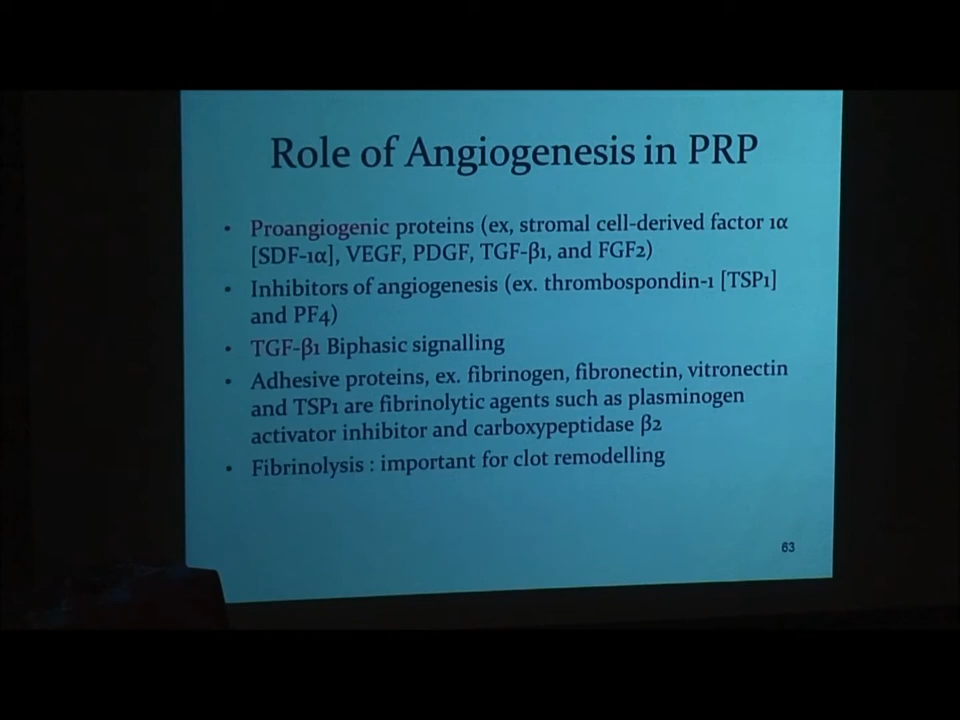 Role of Angiogenesis in PRP
• Proangiogenic proteins (ex, stromal cell-derived factor 1α
[SDF-1α], VEGF, PDGF, TGF-β1, and FGF2)
• Inhibitors of angiogenesis (ex. thrombospondin-1 [TSP1]
and PF4)
• TGF-β1 Biphasic signalling
• Adhesive proteins, ex. fibrinogen, fibronectin, vitronectin
and TSP1 are fibrinolytic agents such as plasminogen
activator inhibitor and carboxypeptidase β2
• Fibrinolysis : important for clot remodelling
63